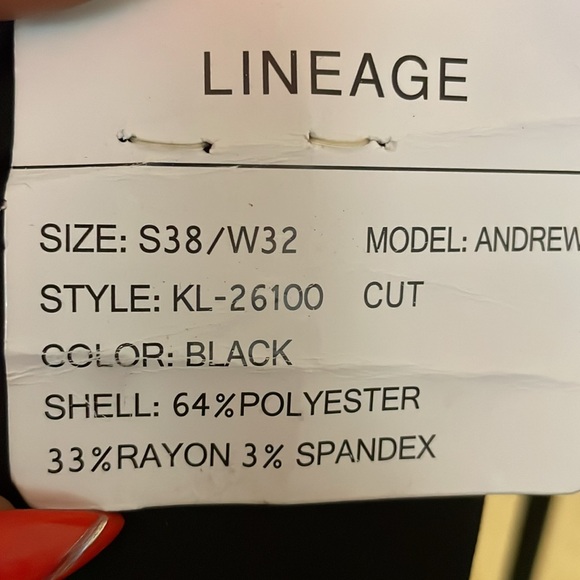 LINEAGE
SIZE: S38/W32 MODEL: ANDREW
STYLE: KL-26100 CUT
COLOR: BLACK
SHELL: 64%POLYESTER
33%RAYON 3% SPANDEX